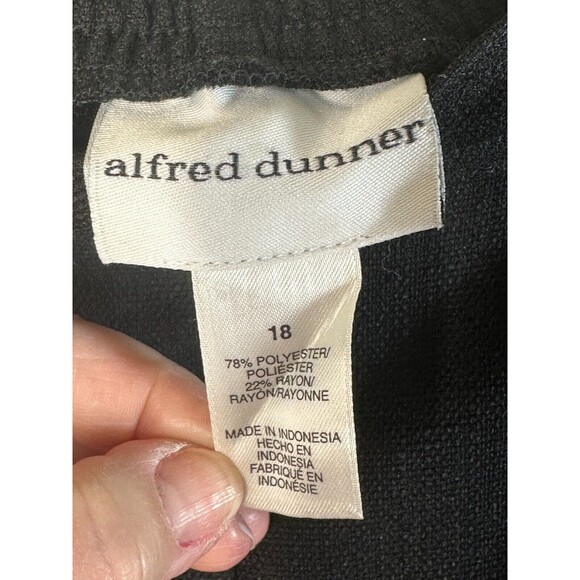 alfred dunner
18
78% POLYESTER/
POLIÉSTER
22% RAYON/
RAYÓN/RAYONNE
MADE IN INDONESIA
HECHO EN
INDONESIA
FABRIQUÉ EN
INDONÉSIE